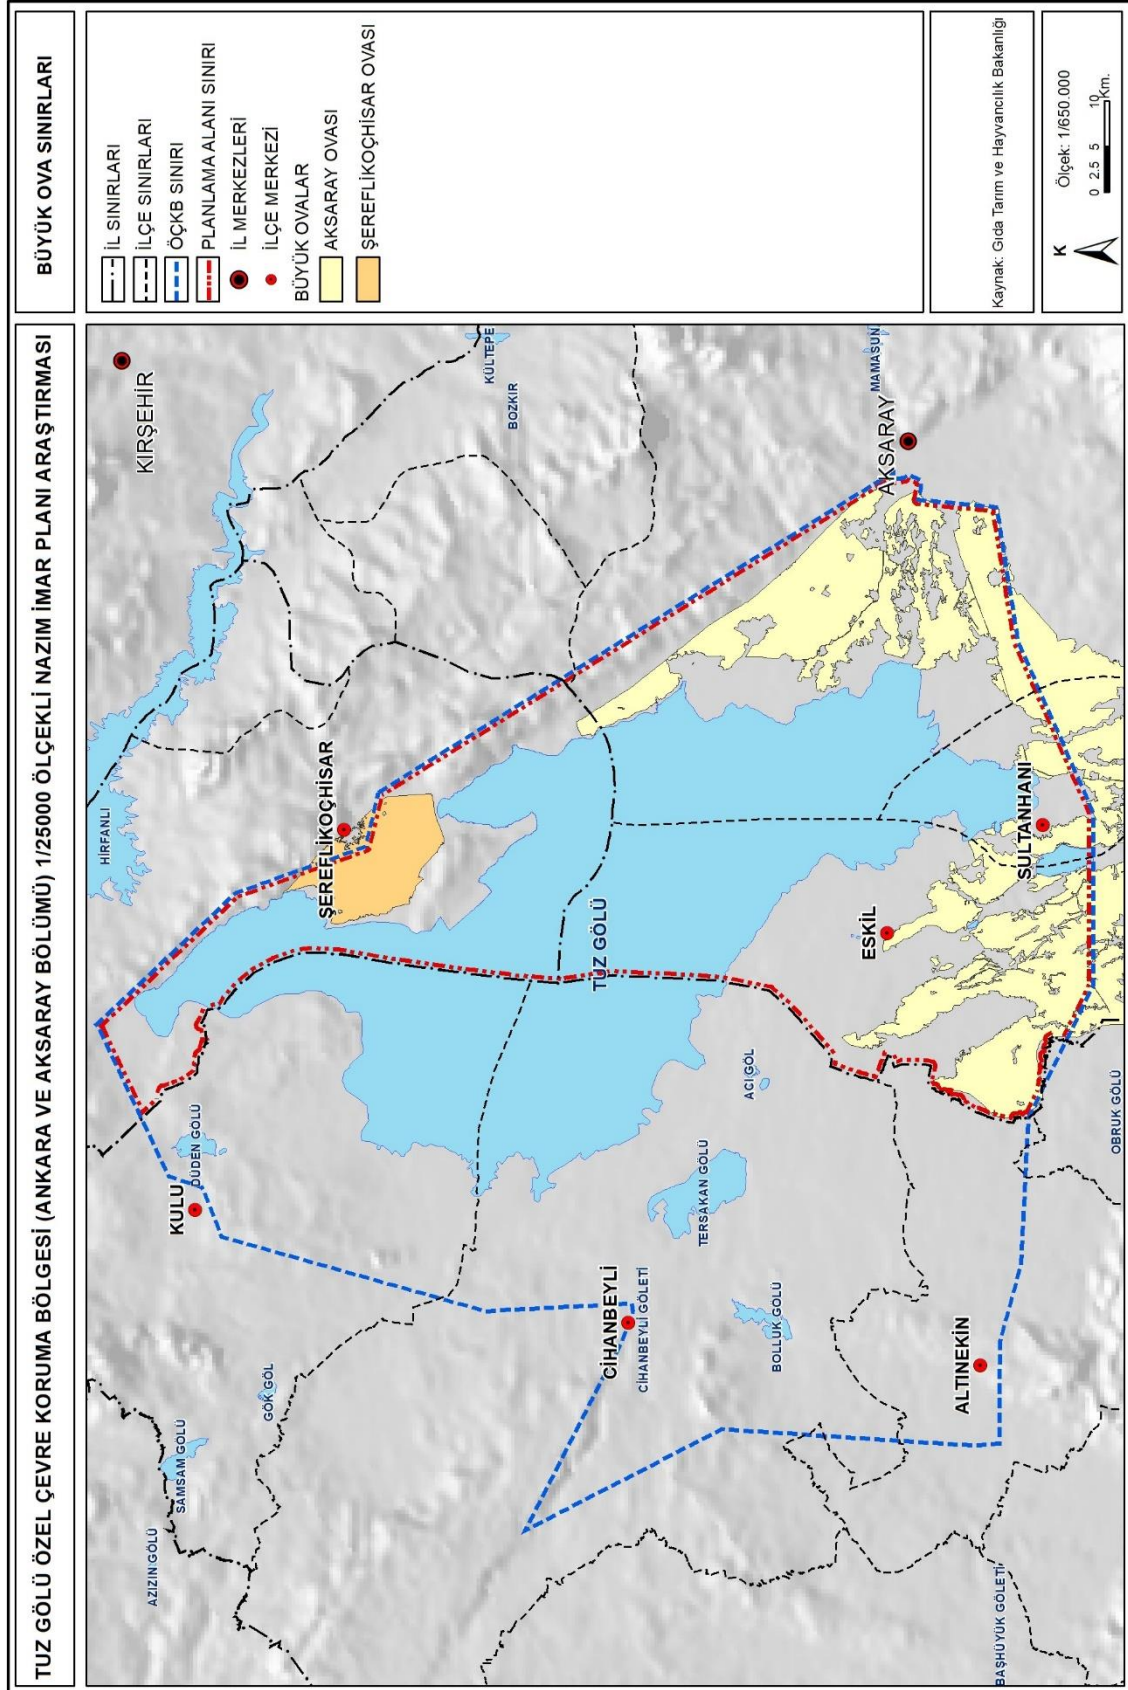 TUZ GÖLÜ ÖZEL ÇEVRE KORUMA BÖLGESİ (ANKARA VE AKSARAY BÖLÜMÜ) 1/25000 ÖLÇEKLİ NAZIM İMAR PLANI ARAŞTIRMASI
BÜYÜK OVA SINIRLARI
İL SINIRLARI
İLÇE SINIRLARI
ÖÇKB SINIRI
PLANLAMA ALANI SINIRI
İL MERKEZLERİ
İLÇE MERKEZİ
BÜYÜK OVALAR
AKSARAY OVASI
ŞEREFLİKOÇHİSAR OVASI
Kaynak: Gıda Tarım ve Hayvancılık Bakanlığı
K
Ölçek: 1/650.000
0 2.5 5 10 Km.
KIRŞEHİR
HİRFANLI
AZIZIN GÖLÜ
SAMSAM GÖLÜ
GÖK GÖL
KULU
DÜDEN GÖLÜ
ŞEREFLİKOÇHİSAR
KÜLTEPE
BOZKIR
CİHANBEYLİ
CİHANBEYLİ GÖLETİ
TUZ GÖLÜ
TERSAKAN GÖLÜ
ACI GÖL
BOLLUK GÖLÜ
ESKİL
AKSARAY
MAMASUN
ALTINEKİN
SULTANHANI
BAŞHÜYÜK GÖLETİ
OBRUK GÖLÜ